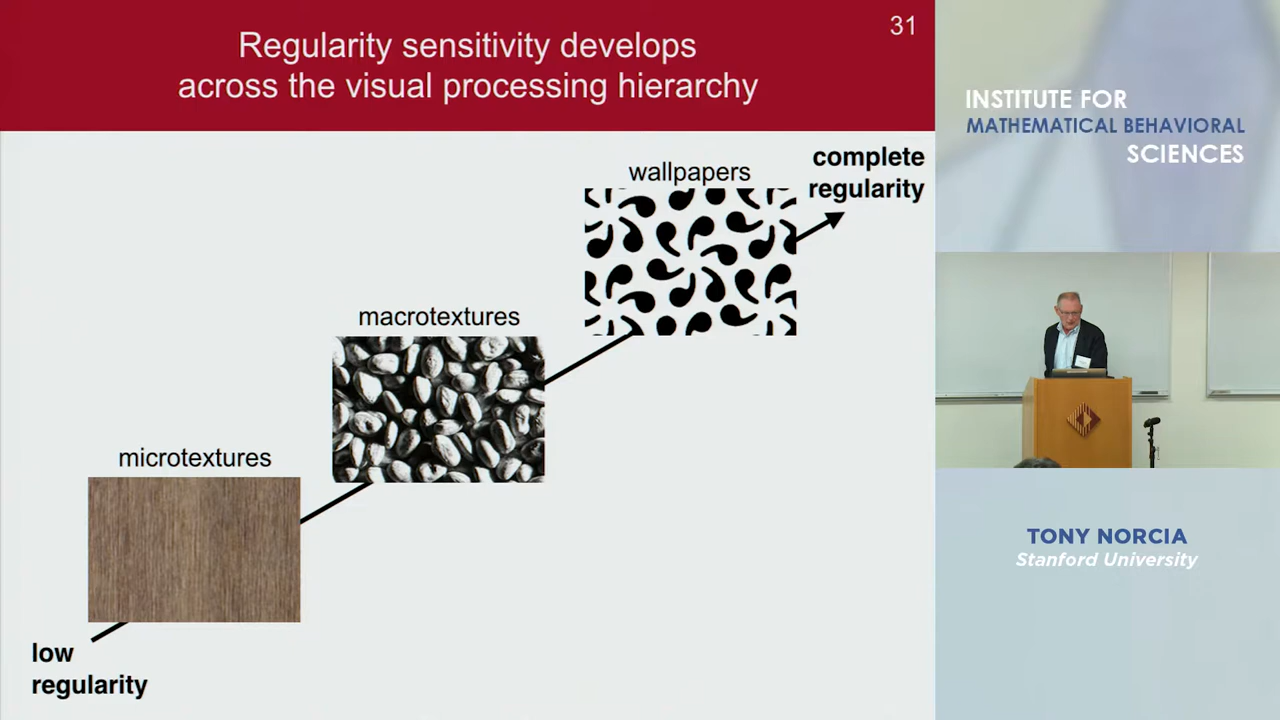 Regularity sensitivity develops
across the visual processing hierarchy
31
wallpapers
complete
regularity
macrotextures
microtextures
low
regularity
INSTITUTE FOR
MATHEMATICAL BEHAVIORAL
SCIENCES
TONY NORCIA
Stanford University